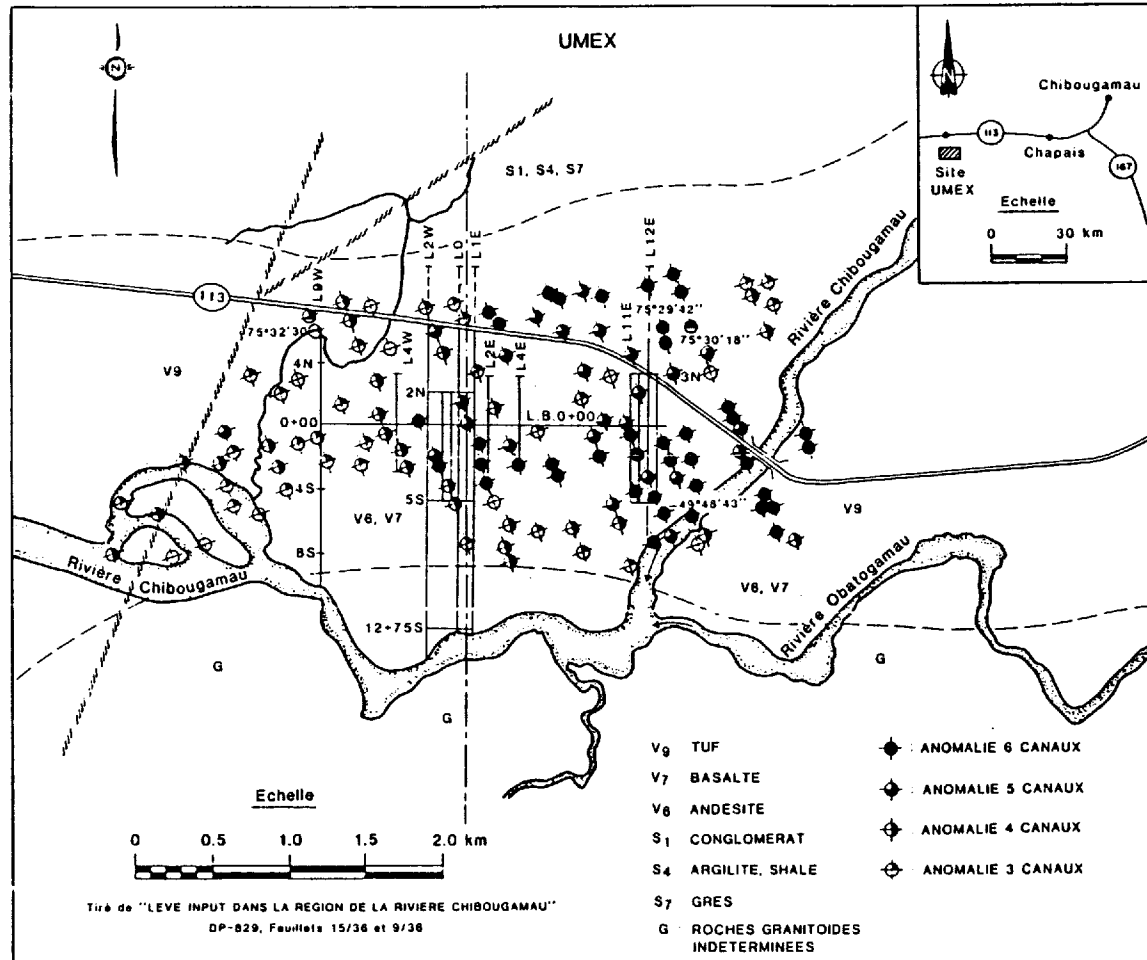 UMEX
N
N
Chibougamau
113
Chapais
167
Site
UMEX
Echelle
0 30 km
S1, S4, S7
Rivière Chibougamau
L9W
L2W
L0
L1E
L12E
113
75°32'30"
L4W
L2E
L4E
L11E
75°29'42"
75°30'18"
V9
4N
2N
3N
0+00
L.B.0+00
4S
5S
49°48'43"
V6, V7
V9
8S
Rivière Chibougamau
V6, V7
Rivière Obatogamau
12+75S
G
G
G
Echelle
0 0.5 1.0 1.5 2.0 km
Tiré de "LEVE INPUT DANS LA REGION DE LA RIVIERE CHIBOUGAMAU"
DP-829, Feuillets 15/36 et 9/36
V9 TUF
V7 BASALTE
V6 ANDESITE
S1 CONGLOMERAT
S4 ARGILITE, SHALE
S7 GRES
G ROCHES GRANITOIDES
INDETERMINEES
ANOMALIE 6 CANAUX
ANOMALIE 5 CANAUX
ANOMALIE 4 CANAUX
ANOMALIE 3 CANAUX